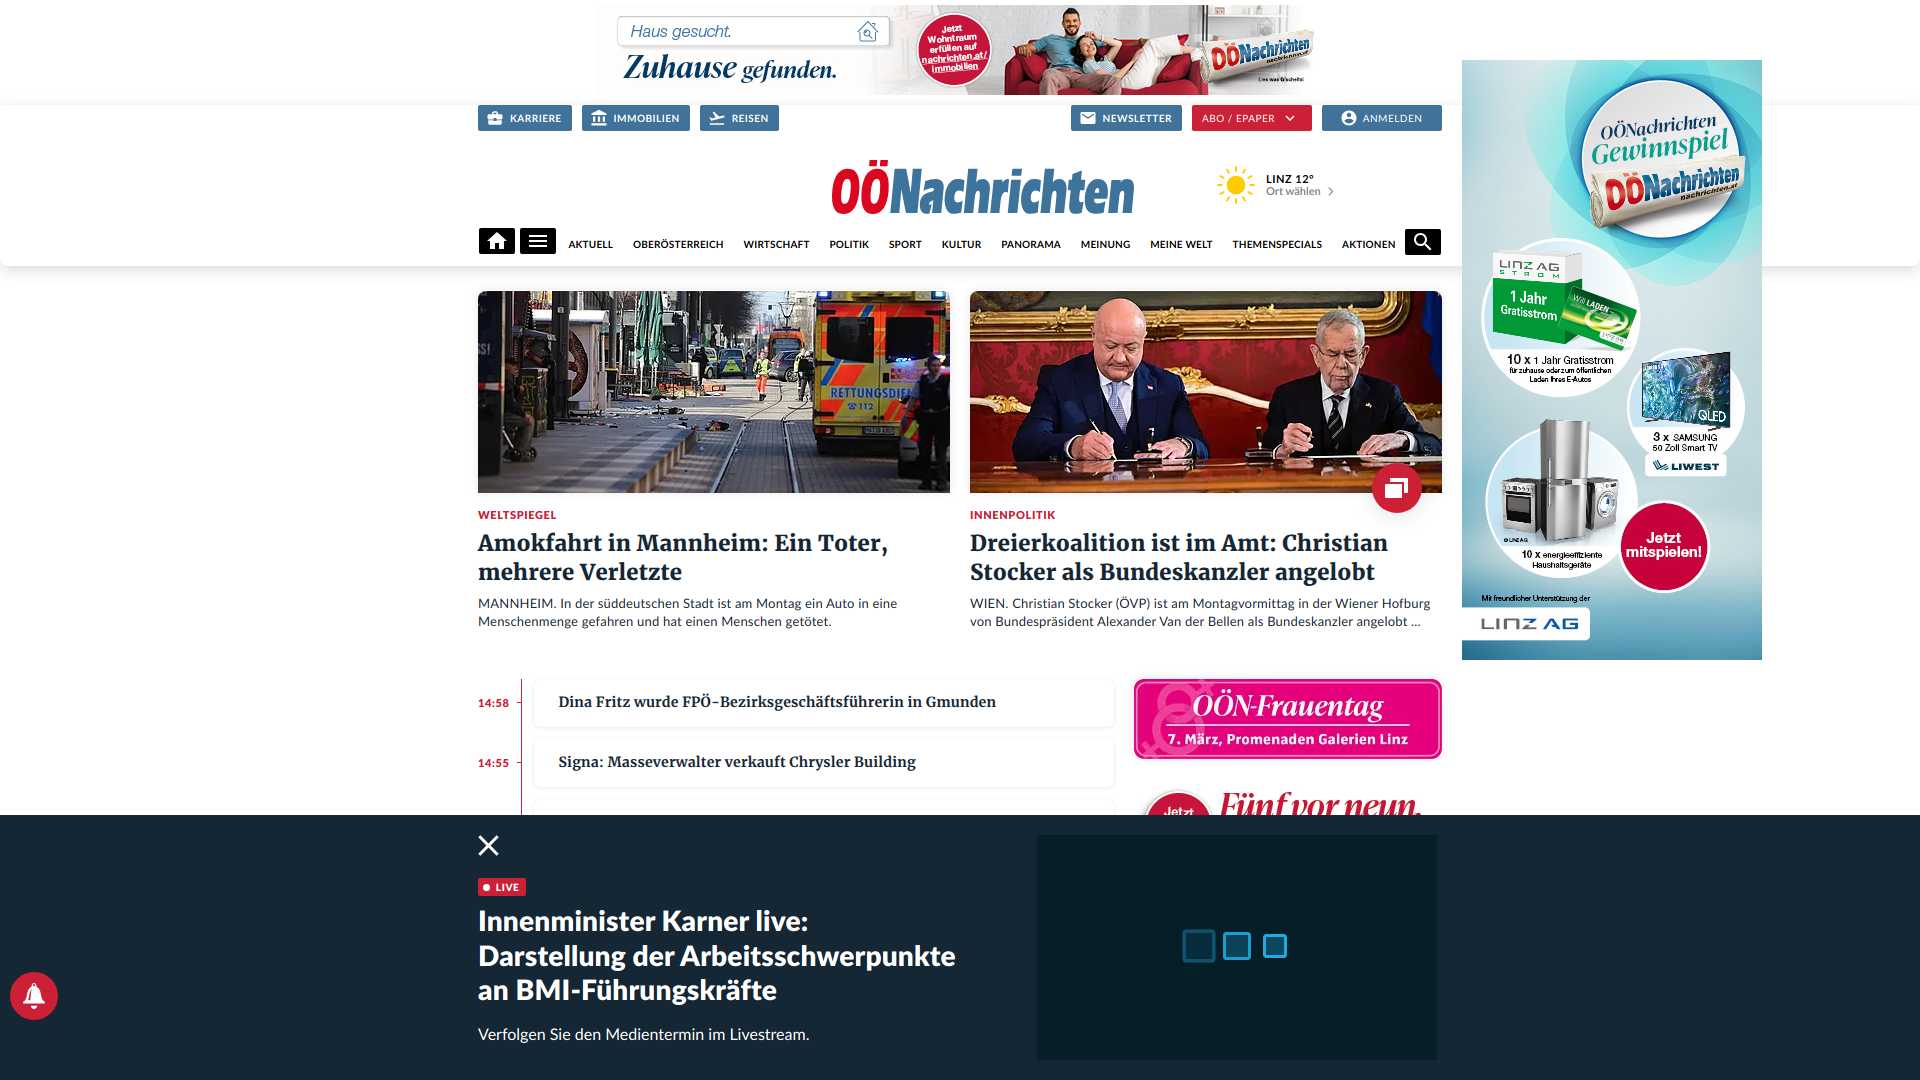 Haus gesucht.
Zuhause gefunden.
Jetzt
Wohntraum
erfüllen auf
nachrichten.at/
immobilien
OÖNachrichten
Lies was G'scheits!
KARRIERE
IMMOBILIEN
REISEN
NEWSLETTER
ABO / EPAPER
ANMELDEN
OÖNachrichten
LINZ 12°
Ort wählen
AKTUELL
OBERÖSTERREICH
WIRTSCHAFT
POLITIK
SPORT
KULTUR
PANORAMA
MEINUNG
MEINE WELT
THEMENSPECIALS
AKTIONEN
RETTUNGSDIEN
112
WELTSPIEGEL
Amokfahrt in Mannheim: Ein Toter,
mehrere Verletzte
MANNHEIM. In der süddeutschen Stadt ist am Montag ein Auto in eine
Menschenmenge gefahren und hat einen Menschen getötet.
INNENPOLITIK
Dreierkoalition ist im Amt: Christian
Stocker als Bundeskanzler angelobt
WIEN. Christian Stocker (ÖVP) ist am Montagvormittag in der Wiener Hofburg
von Bundespräsident Alexander Van der Bellen als Bundeskanzler angelobt ...
OÖNachrichten
Gewinnspiel
OÖNachrichten
nachrichten.at
LINZ AG
STROM
1 Jahr
Gratisstrom
Will LADEN
10 x 1 Jahr Gratisstrom
für zuhause oder zum öffentlichen
Laden Ihres E-Autos
QLED
3 x SAMSUNG
50 Zoll Smart TV
LIWEST
© LINZ AG
10 x energieeffiziente
Haushaltsgeräte
Jetzt
mitspielen!
Mit freundlicher Unterstützung der
LINZ AG
14:58
Dina Fritz wurde FPÖ-Bezirksgeschäftsführerin in Gmunden
14:55
Signa: Masseverwalter verkauft Chrysler Building
OÖN-Frauentag
7. März, Promenaden Galerien Linz
Jetzt
Fünf vor neun.
LIVE
Innenminister Karner live:
Darstellung der Arbeitsschwerpunkte
an BMI-Führungskräfte
Verfolgen Sie den Medientermin im Livestream.